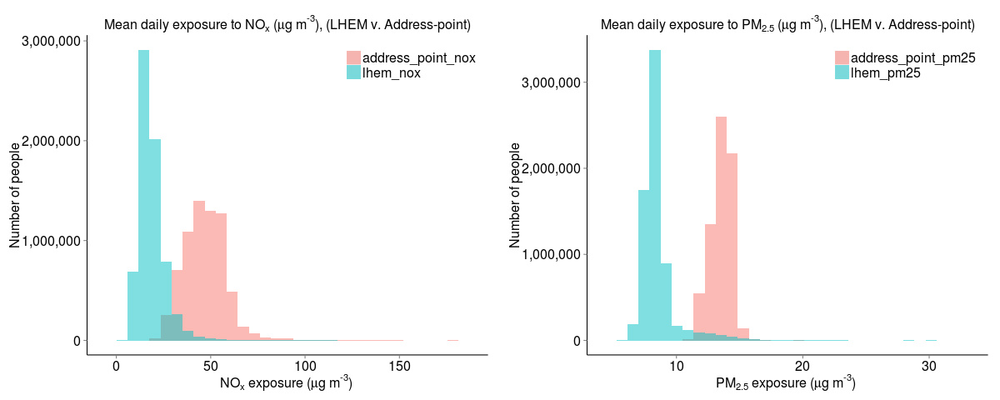 Mean daily exposure to NOₓ (µg m⁻³), (LHEM v. Address-point)
3,000,000
2,000,000
1,000,000
0
Number of people
address_point_nox
lhem_nox
0 50 100 150
NOₓ exposure (µg m⁻³)
Mean daily exposure to PM₂.₅ (µg m⁻³), (LHEM v. Address-point)
3,000,000
2,000,000
1,000,000
0
Number of people
address_point_pm25
lhem_pm25
10 20 30
PM₂.₅ exposure (µg m⁻³)